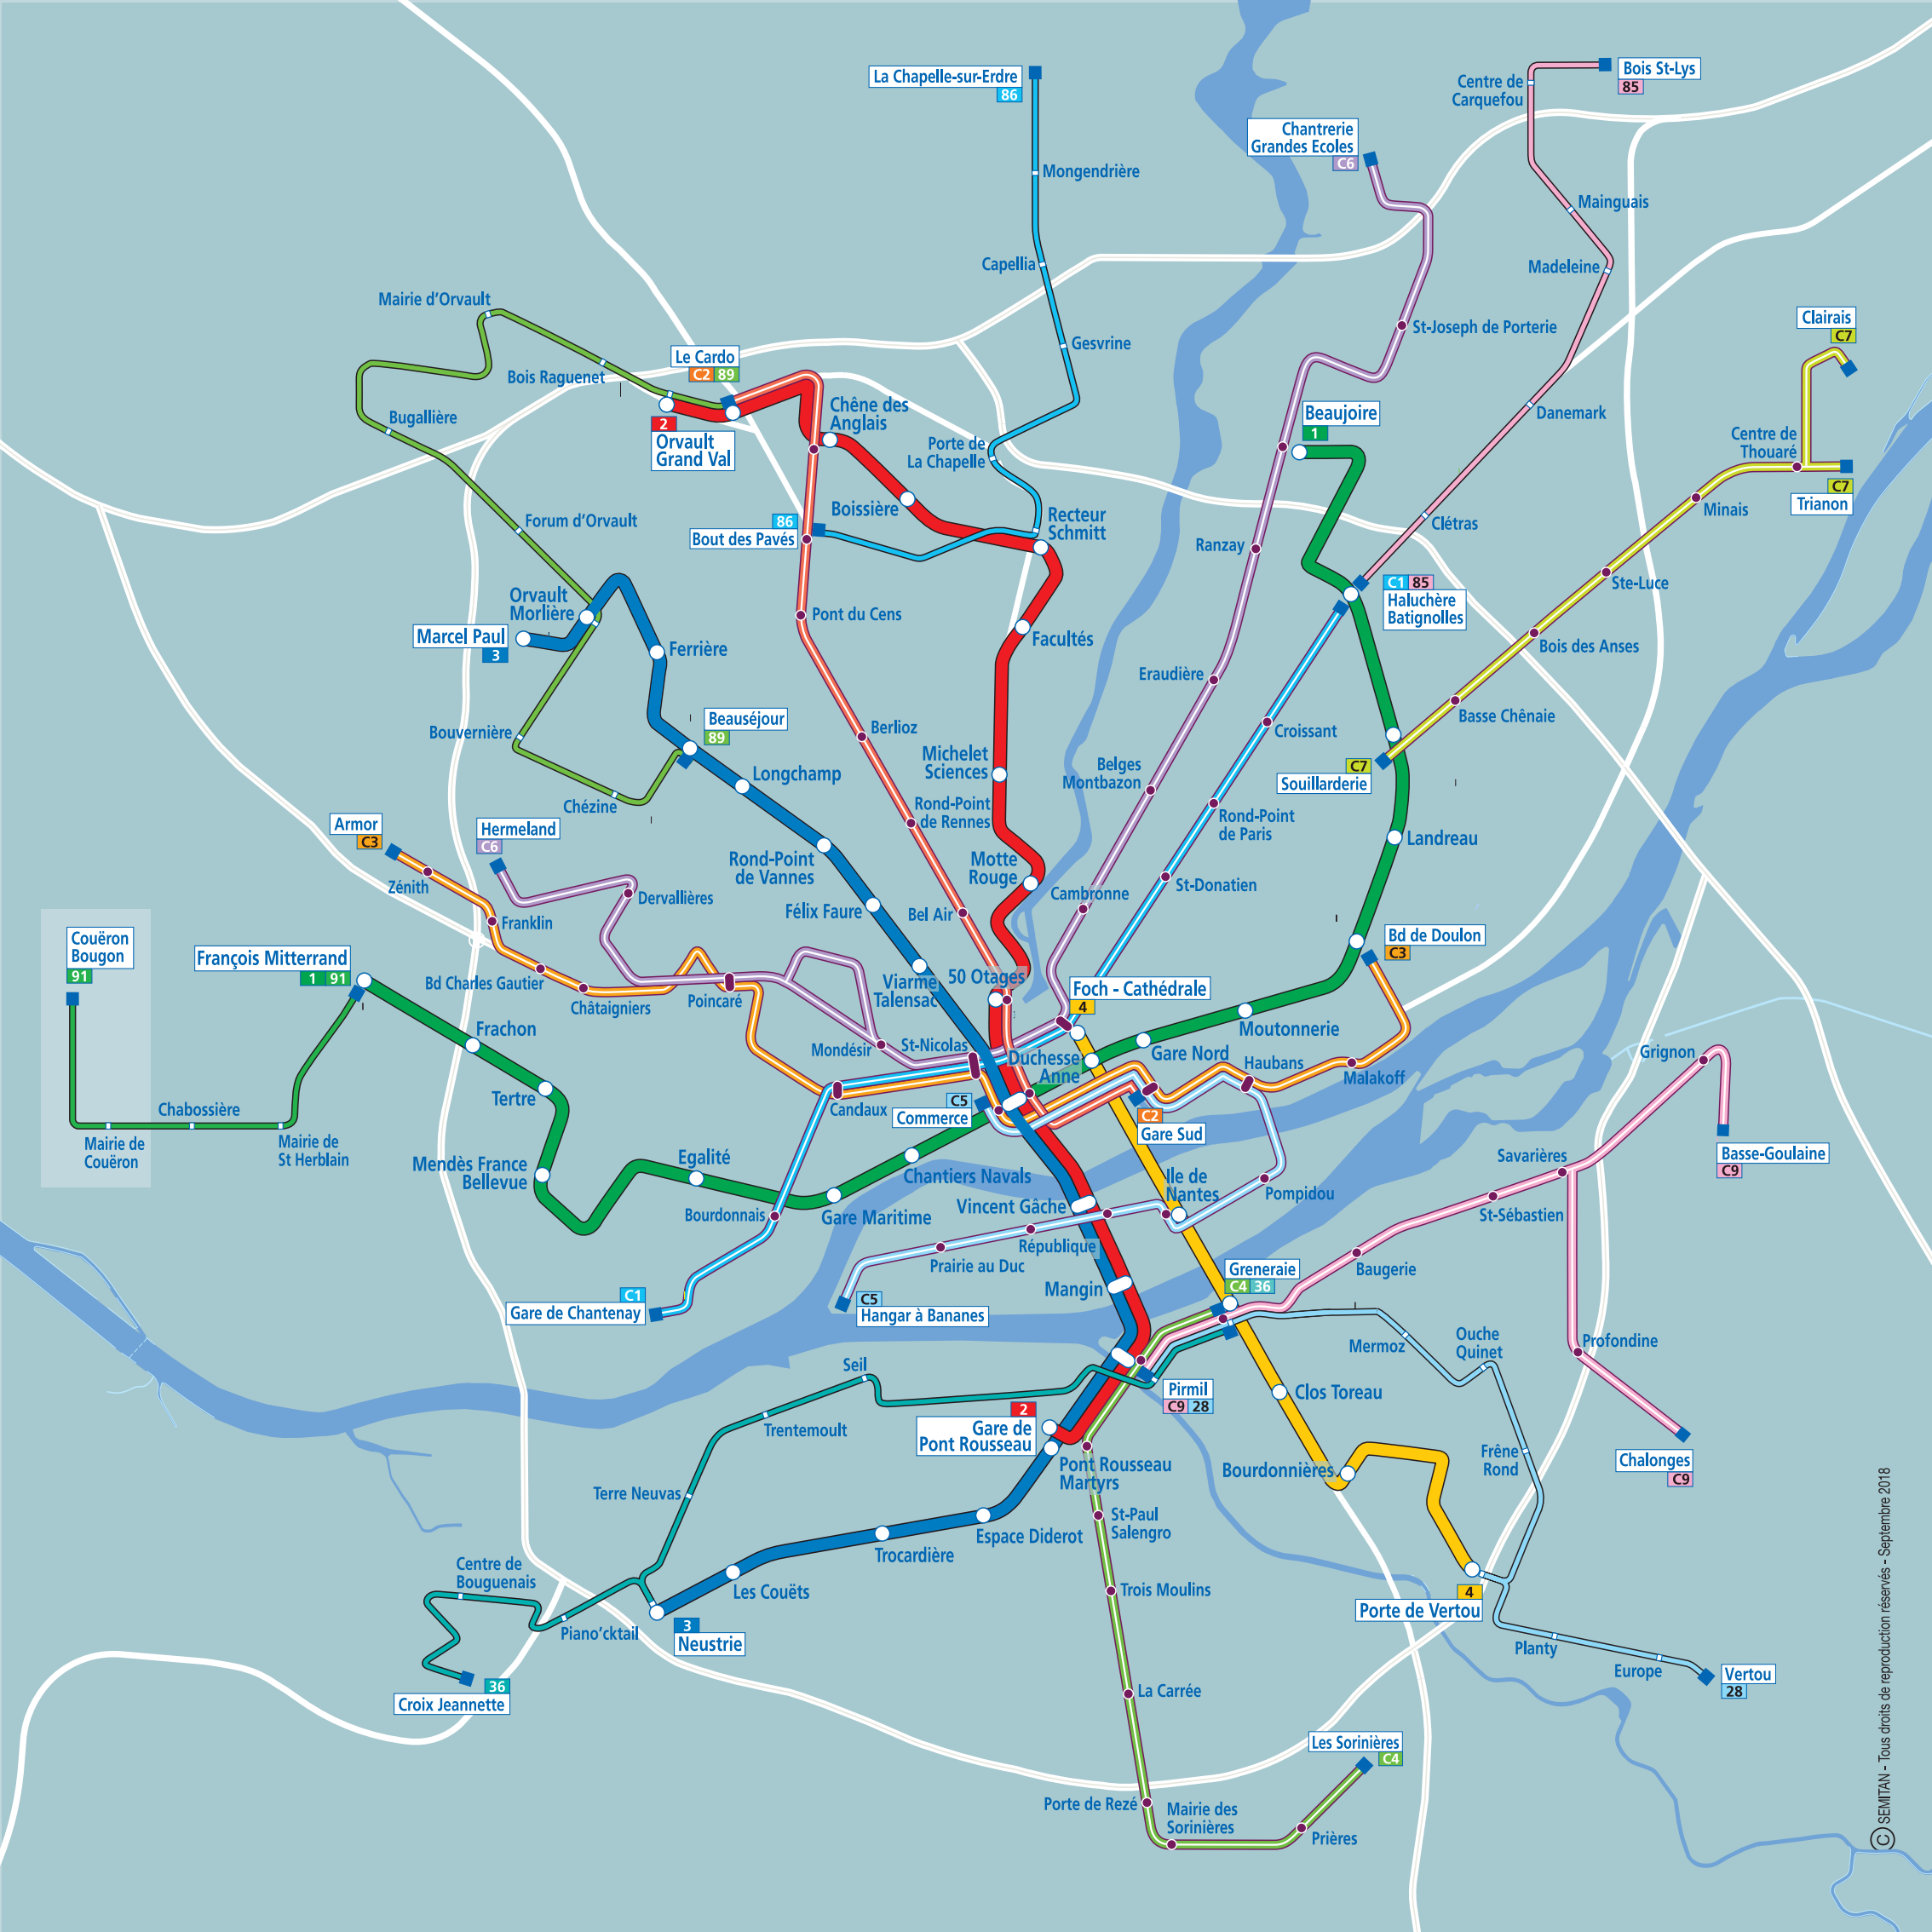 La Chapelle-sur-Erdre
86
Mongendrière
Capellia
Gesvrine
Porte de
La Chapelle
Recteur
Schmitt
Chantrerie
Grandes Ecoles
C6
St-Joseph de Porterie
Centre de
Carquefou
Bois St-Lys
85
Mainguais
Madeleine
Danemark
Clétras
Clairais
C7
Centre de
Thouaré
C7
Trianon
Minais
Ste-Luce
Bois des Anses
Basse Chênaie
C7
Souillarderie
Beaujoire
1
Ranzay
C1 85
Haluchère
Batignolles
Eraudière
Croissant
Belges
Montbazon
Rond-Point
de Paris
St-Donatien
Cambronne
Landreau
Bd de Doulon
C3
Mairie d'Orvault
Bois Raguenet
Le Cardo
C2 89
2
Orvault
Grand Val
Chêne des
Anglais
Boissière
Bugallière
Forum d'Orvault
86
Bout des Pavés
Orvault
Morlière
Marcel Paul
3
Ferrière
Pont du Cens
Facultés
Bouvernière
Beauséjour
89
Berlioz
Michelet
Sciences
Longchamp
Chézine
Rond-Point
de Rennes
Armor
C3
Hermeland
C6
Rond-Point
de Vannes
Motte
Rouge
Zénith
Dervallières
Franklin
Félix Faure
Bel Air
Couëron
Bougon
91
François Mitterrand
1 91
Bd Charles Gautier
Châtaigniers
Poincaré
Viarme
Talensac
50 Otages
Foch - Cathédrale
4
Frachon
Mondésir
St-Nicolas
Duchesse
Anne
Gare Nord
Moutonnerie
Haubans
Malakoff
Grignon
Tertre
Canclaux
C5
Commerce
C2
Gare Sud
Chabossière
Mairie de
Couëron
Mairie de
St Herblain
Basse-Goulaine
C9
Mendès France
Bellevue
Egalité
Chantiers Navals
Ile de
Nantes
Pompidou
Savarières
St-Sébastien
Bourdonnais
Gare Maritime
Vincent Gâche
République
Prairie au Duc
Mangin
Greneraie
C4 36
Baugerie
C1
Gare de Chantenay
C5
Hangar à Bananes
Mermoz
Ouche
Quinet
Profondine
Seil
Trentemoult
Pirmil
C9 28
Clos Toreau
2
Gare de
Pont Rousseau
Pont Rousseau
Martyrs
Bourdonnières
Frêne
Rond
Chalonges
C9
Terre Neuvas
St-Paul
Salengro
Espace Diderot
Trocardière
Les Couëts
Centre de
Bouguenais
Piano'cktail
3
Neustrie
Trois Moulins
4
Porte de Vertou
Planty
Europe
Vertou
28
36
Croix Jeannette
La Carrée
Les Sorinières
C4
Porte de Rezé
Mairie des
Sorinières
Prières
© SEMITAN - Tous droits de reproduction réservés - Septembre 2018